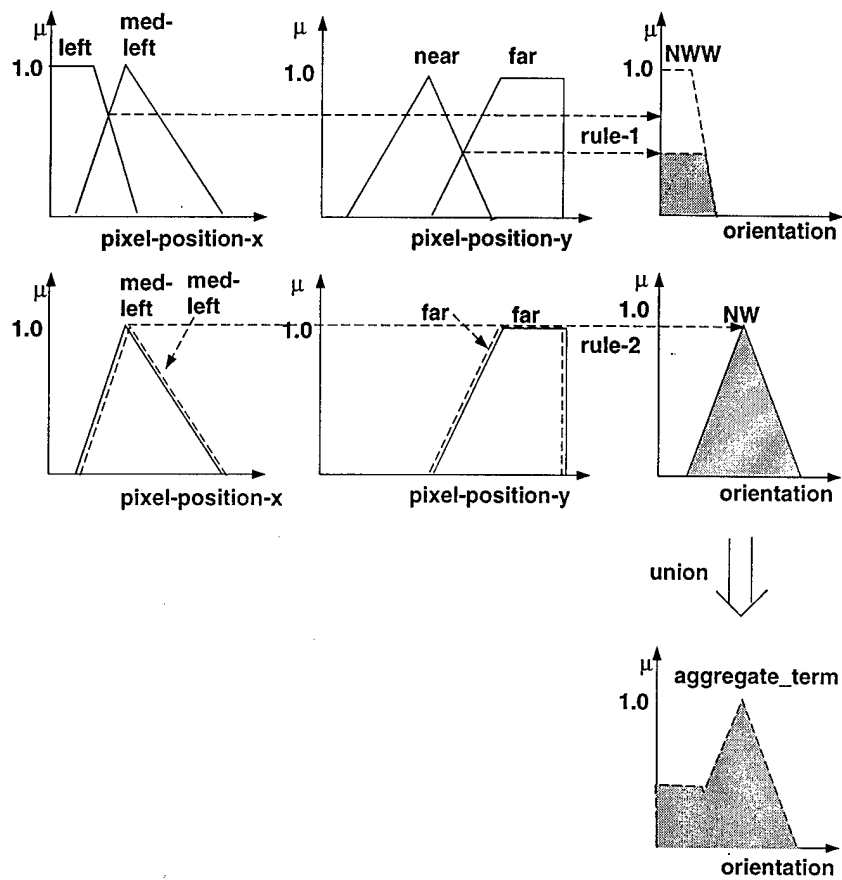 μ
left
med-
left
1.0
pixel-position-x
μ
near
far
1.0
pixel-position-y
rule-1
μ
NWW
1.0
orientation
μ
med-
left
med-
left
1.0
pixel-position-x
μ
far
far
1.0
pixel-position-y
rule-2
μ
1.0
NW
orientation
union
μ
aggregate_term
1.0
orientation